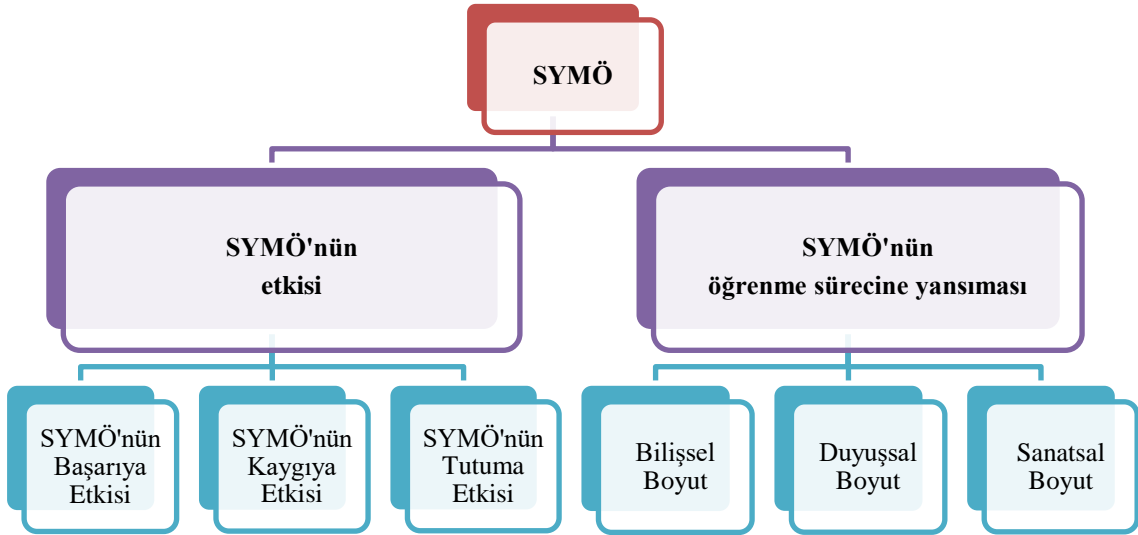 SYMÖ
SYMÖ'nün
etkisi
SYMÖ'nün
öğrenme sürecine yansıması
SYMÖ'nün
Başarıya
Etkisi
SYMÖ'nün
Kaygıya
Etkisi
SYMÖ'nün
Tutuma
Etkisi
Bilişsel
Boyut
Duyuşsal
Boyut
Sanatsal
Boyut